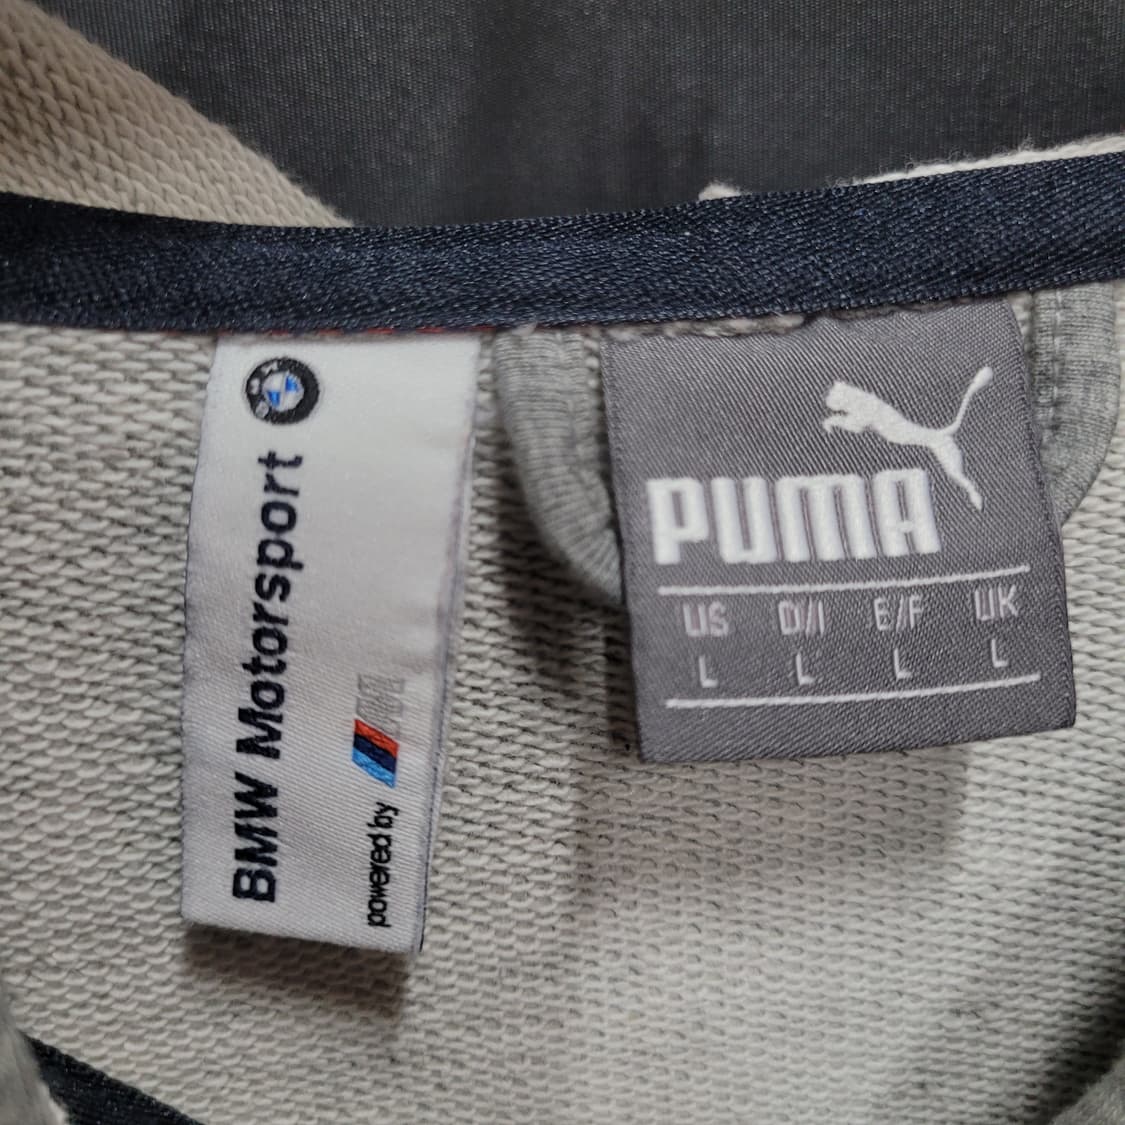 BMW Motorsport
powered by M
PUMA
US D/I E/F UK
L L L L